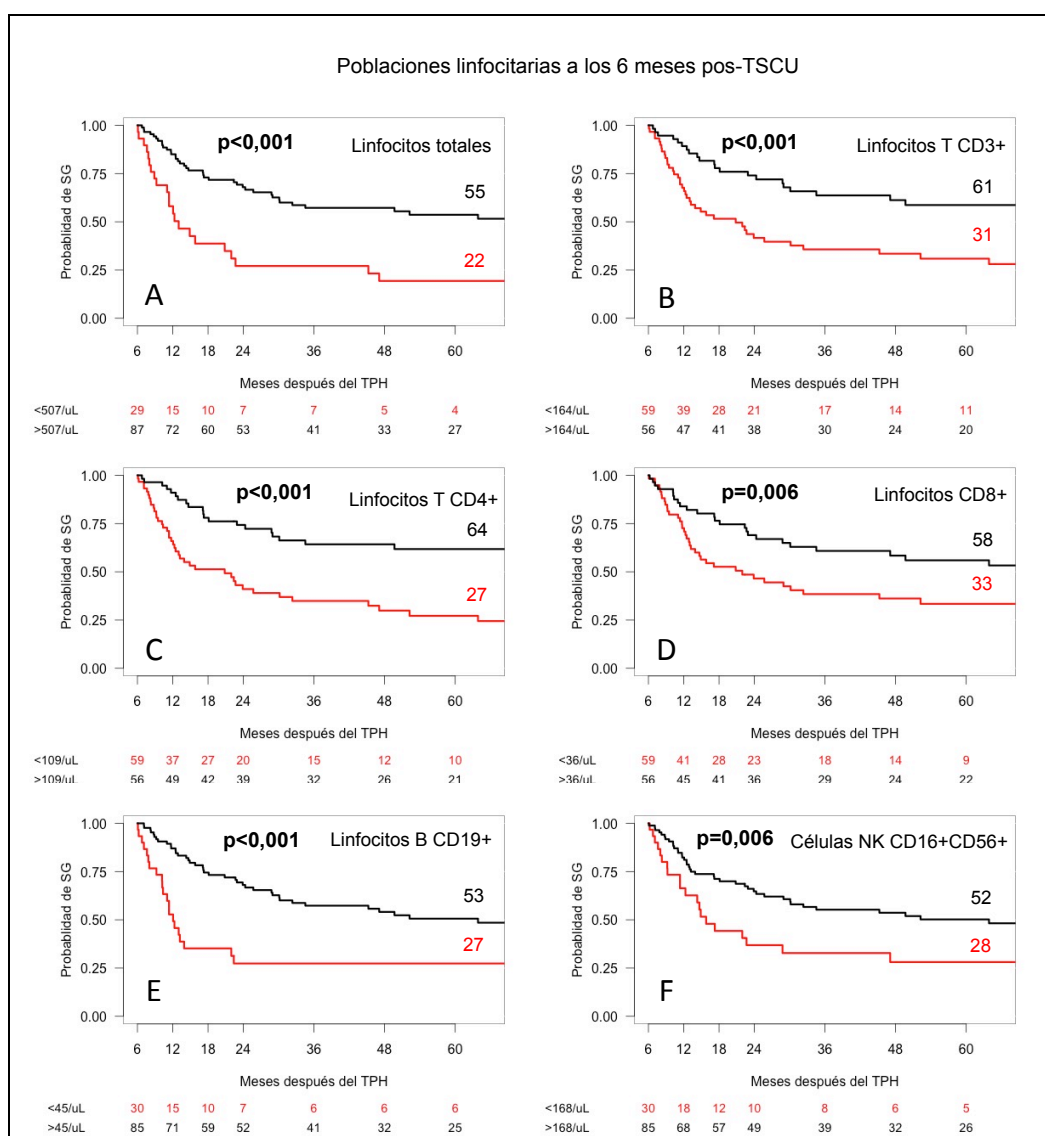 Poblaciones linfocitarias a los 6 meses pos-TSCU
1.00
0.75
0.50
0.25
0.00
Probablidad de SG
p<0,001
Linfocitos totales
55
22
A
6 12 18 24 36 48 60
Meses después del TPH
<507/uL 29 15 10 7 7 5 4
>507/uL 87 72 60 53 41 33 27
1.00
0.75
0.50
0.25
0.00
Probablidad de SG
p<0,001
Linfocitos T CD3+
61
31
B
6 12 18 24 36 48 60
Meses después del TPH
<164/uL 59 39 28 21 17 14 11
>164/uL 56 47 41 38 30 24 20
1.00
0.75
0.50
0.25
0.00
Probablidad de SG
p<0,001
Linfocitos T CD4+
64
27
C
6 12 18 24 36 48 60
Meses después del TPH
<109/uL 59 37 27 20 15 12 10
>109/uL 56 49 42 39 32 26 21
1.00
0.75
0.50
0.25
0.00
Probablidad de SG
p=0,006
Linfocitos CD8+
58
33
D
6 12 18 24 36 48 60
Meses después del TPH
<36/uL 59 41 28 23 18 14 9
>36/uL 56 45 41 36 29 24 22
1.00
0.75
0.50
0.25
0.00
Probablidad de SG
p<0,001
Linfocitos B CD19+
53
27
E
6 12 18 24 36 48 60
Meses después del TPH
<45/uL 30 15 10 7 6 6 6
>45/uL 85 71 59 52 41 32 25
1.00
0.75
0.50
0.25
0.00
Probablidad de SG
p=0,006
Células NK CD16+CD56+
52
28
F
6 12 18 24 36 48 60
Meses después del TPH
<168/uL 30 18 12 10 8 6 5
>168/uL 85 68 57 49 39 32 26